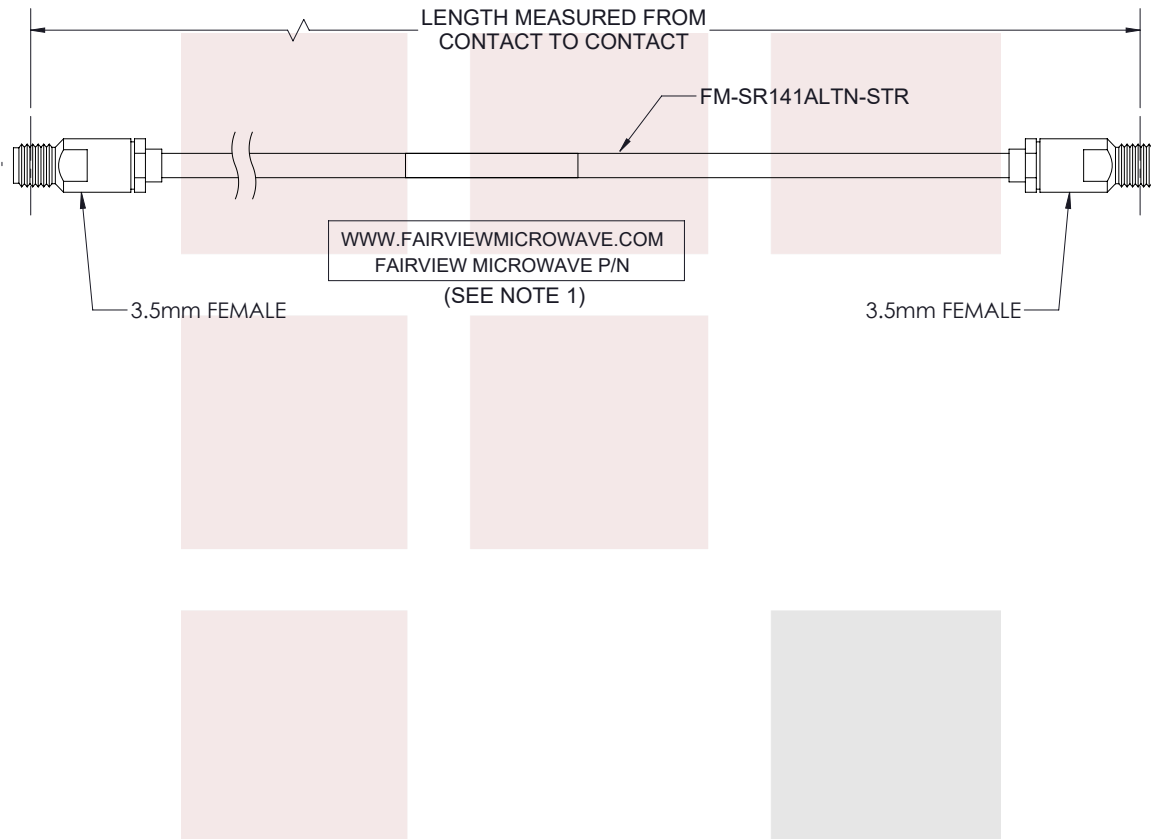 LENGTH MEASURED FROM
CONTACT TO CONTACT
FM-SR141ALTN-STR
WWW.FAIRVIEWMICROWAVE.COM
FAIRVIEW MICROWAVE P/N
(SEE NOTE 1)
3.5mm FEMALE
3.5mm FEMALE